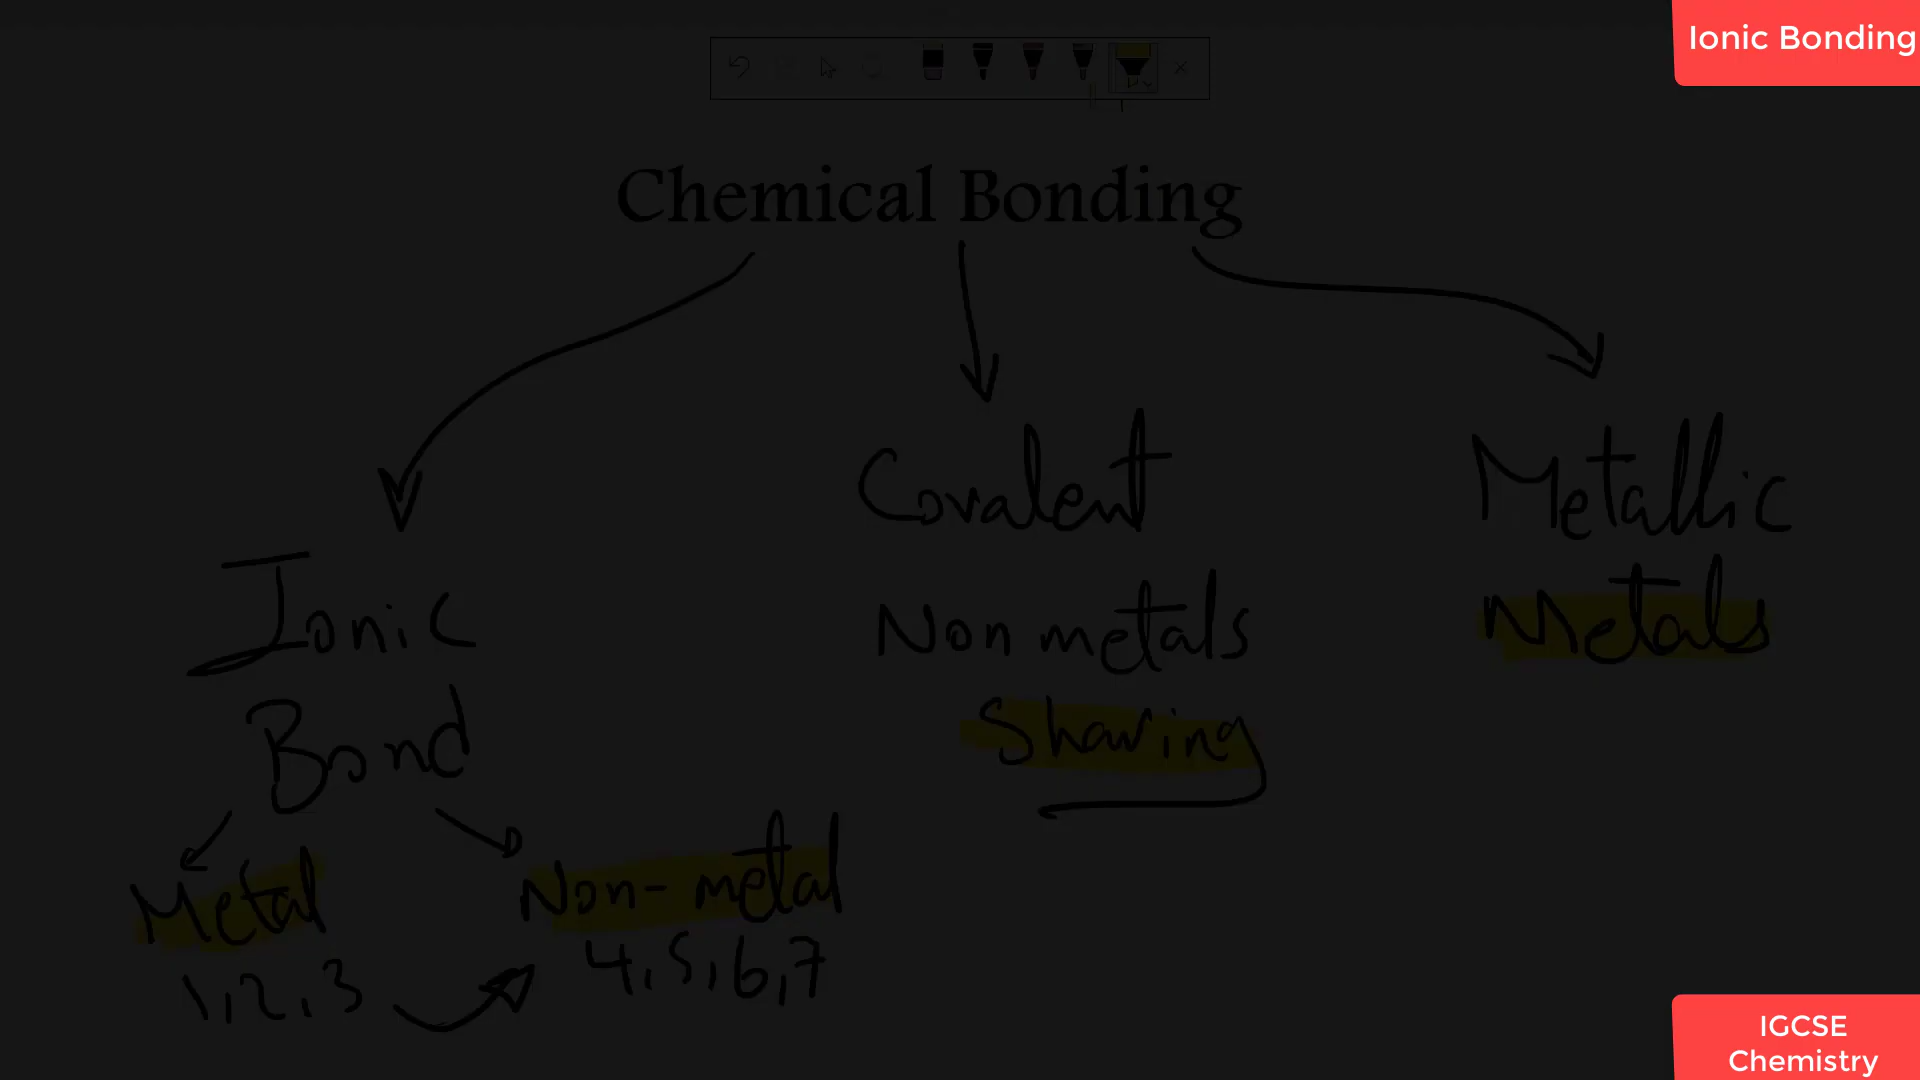 Ionic Bonding
Chemical Bonding
Covalent
Metallic
Ionic
Bond
Non metals
Sharing
Metals
Metal
Non-metal
1,2,3
4,5,6,7
IGCSE
Chemistry